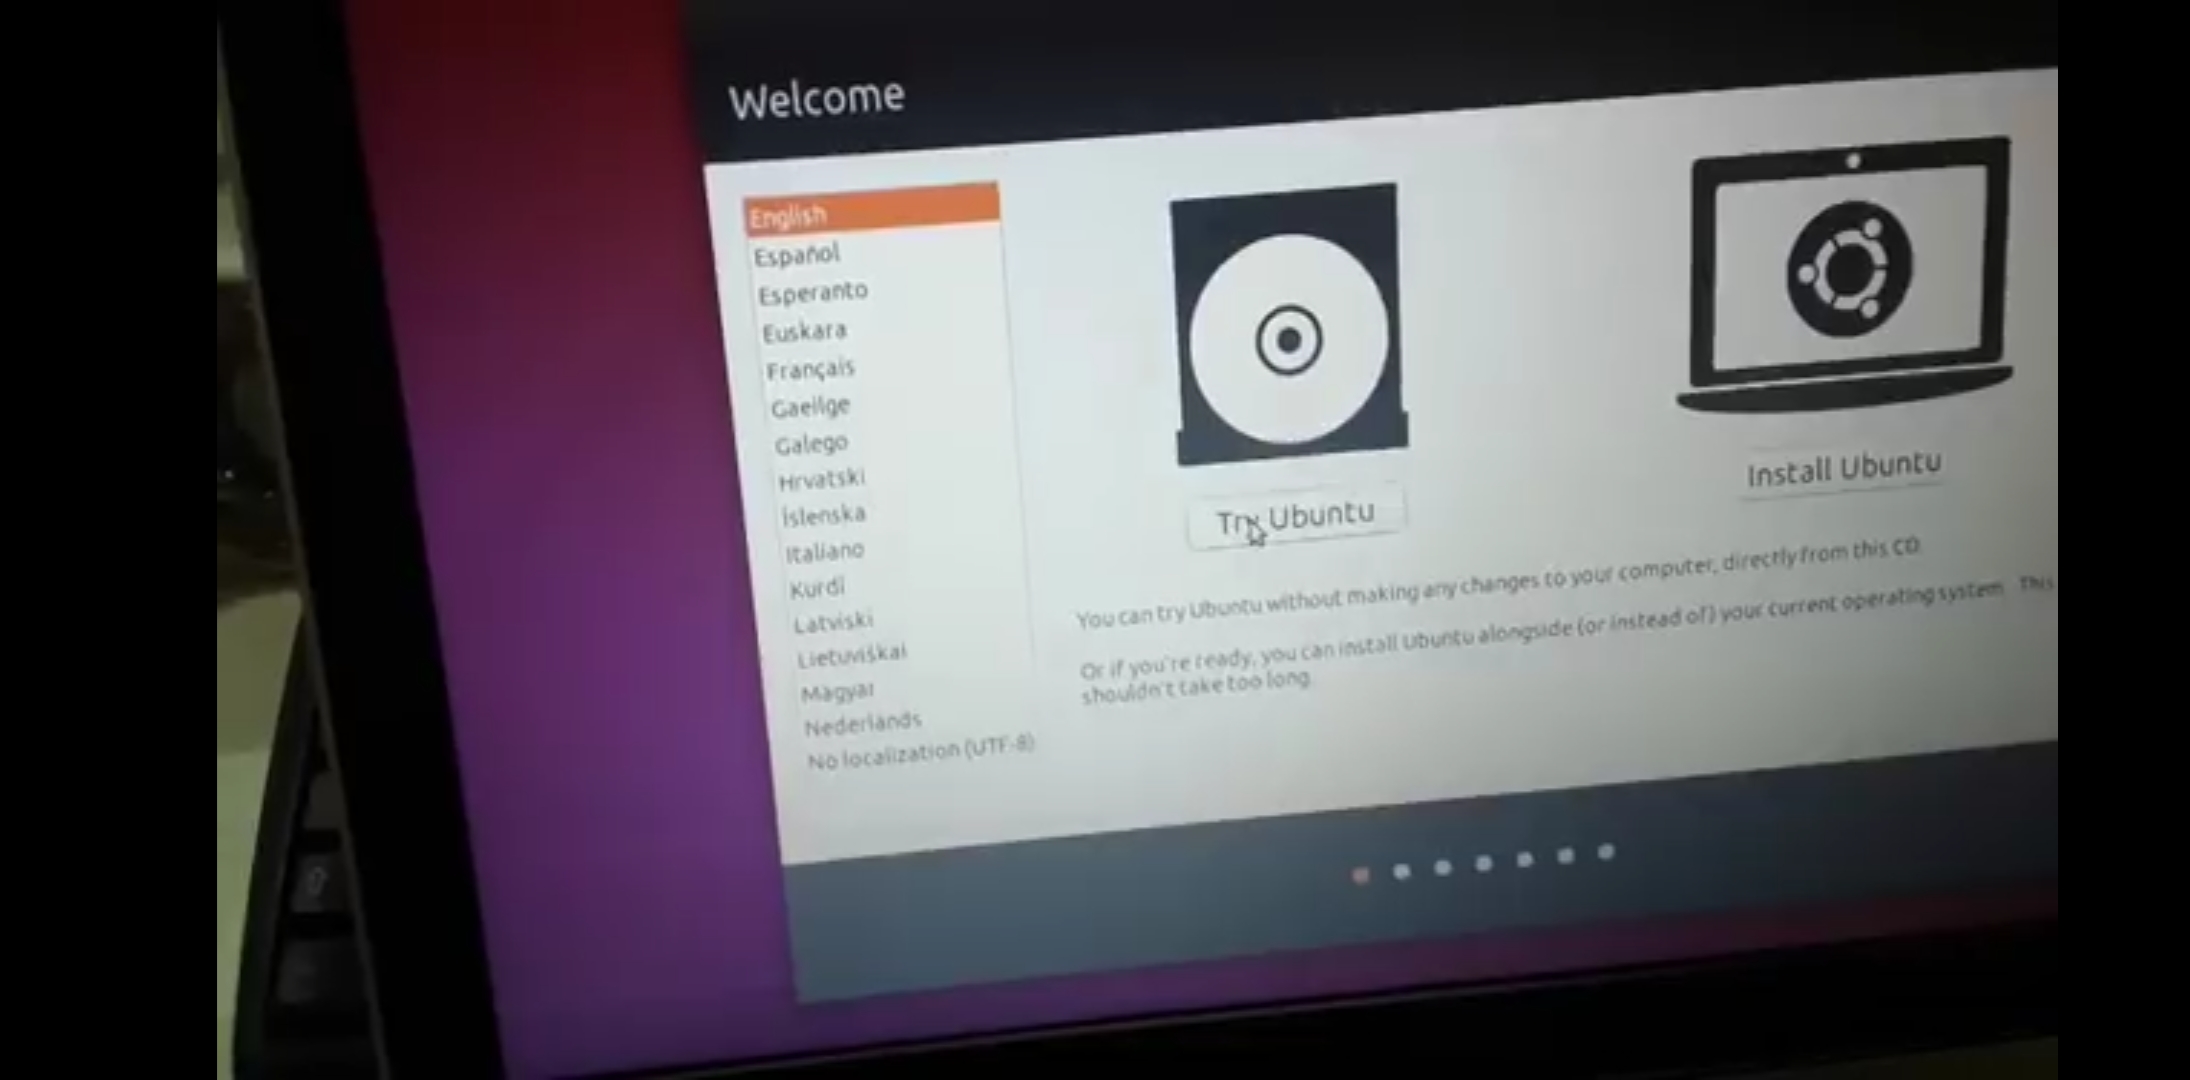 Welcome
English
Español
Esperanto
Euskara
Français
Gaeilge
Galego
Hrvatski
Íslenska
Italiano
Kurdî
Latviski
Lietuviškai
Magyar
Nederlands
No localization (UTF-8)
Try Ubuntu
Install Ubuntu
You can try Ubuntu without making any changes to your computer, directly from this CD.
Or if you're ready, you can install Ubuntu alongside (or instead of) your current operating system. This
shouldn't take too long.